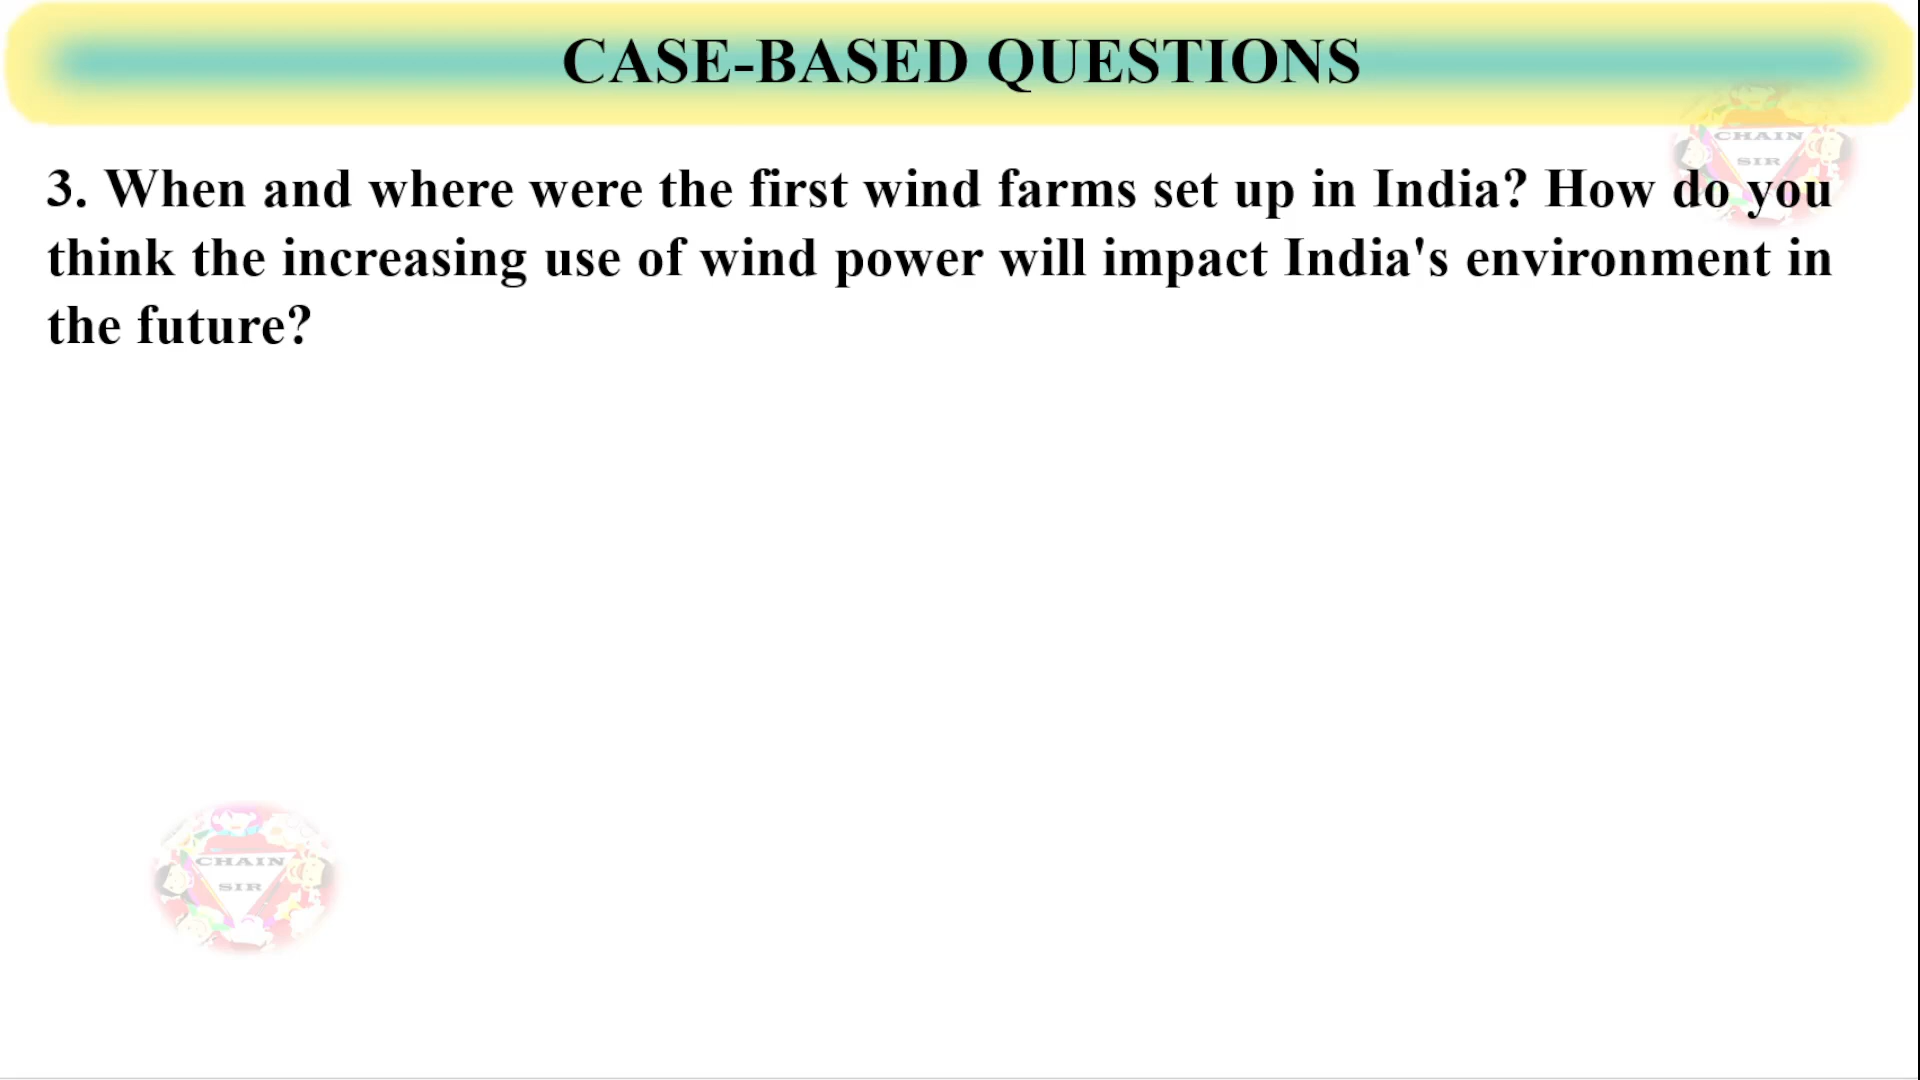 CASE-BASED QUESTIONS
CHAIN
SIR
3. When and where were the first wind farms set up in India? How do you
think the increasing use of wind power will impact India's environment in
the future?
CHAIN
SIR